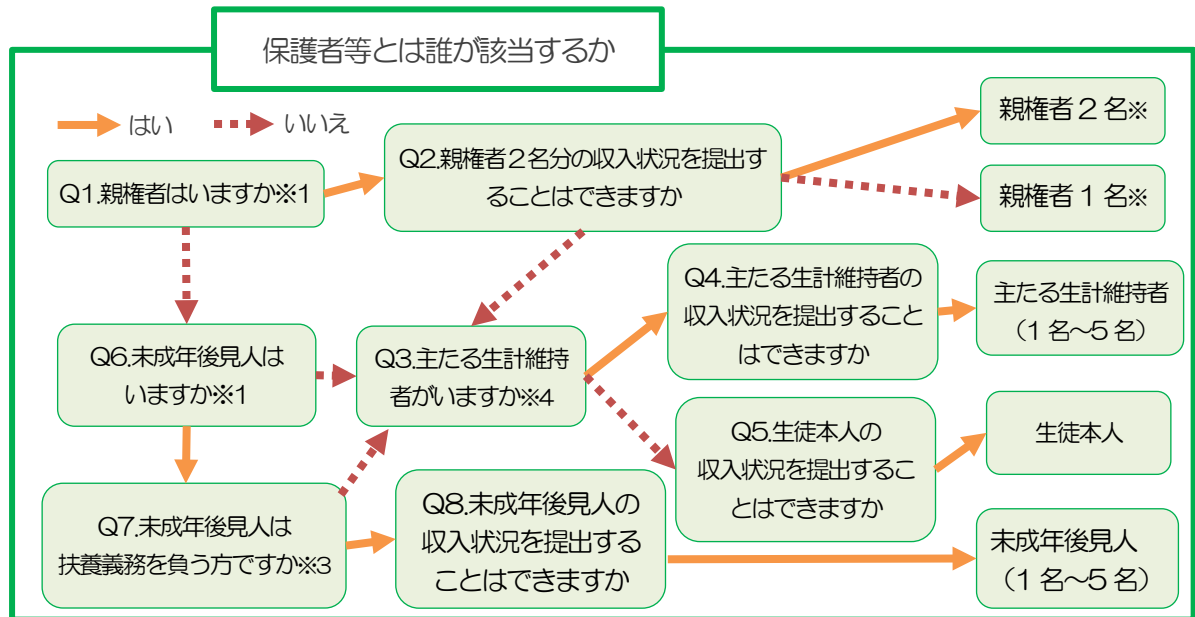 保護者等とは誰が該当するか
はい
いいえ
Q1.親権者はいますか※1
Q2.親権者２名分の収入状況を提出す
ることはできますか
親権者２名※
親権者１名※
Q6.未成年後見人は
いますか※1
Q3.主たる生計維持
者がいますか※4
Q4.主たる生計維持者の
収入状況を提出すること
はできますか
主たる生計維持者
（１名～５名）
Q5.生徒本人の
収入状況を提出するこ
とはできますか
生徒本人
Q7.未成年後見人は
扶養義務を負う方ですか※3
Q8.未成年後見人の
収入状況を提出する
ことはできますか
未成年後見人
（１名～５名）